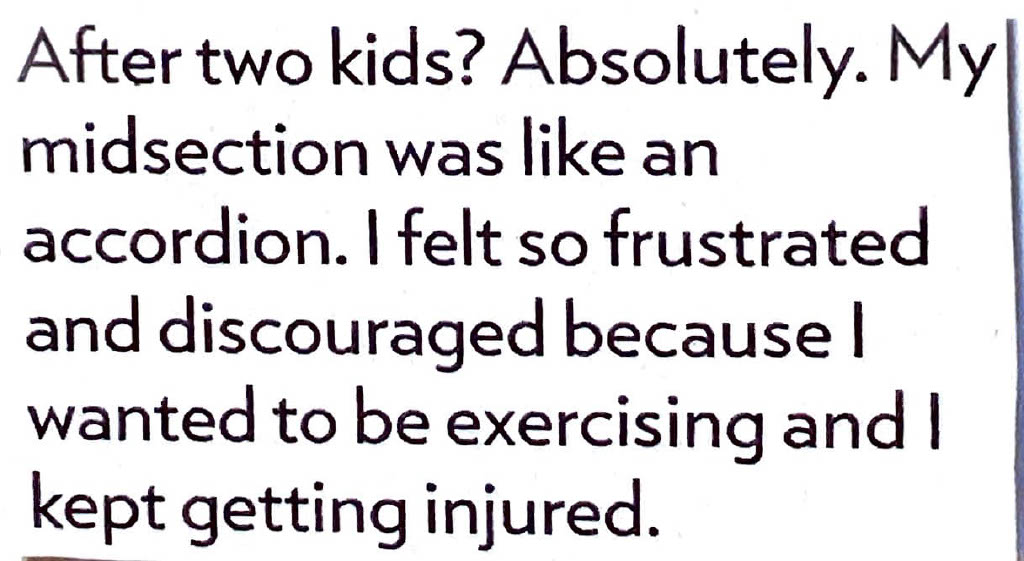 After two kids? Absolutely. My
midsection was like an
accordion. I felt so frustrated
and discouraged because I
wanted to be exercising and I
kept getting injured.